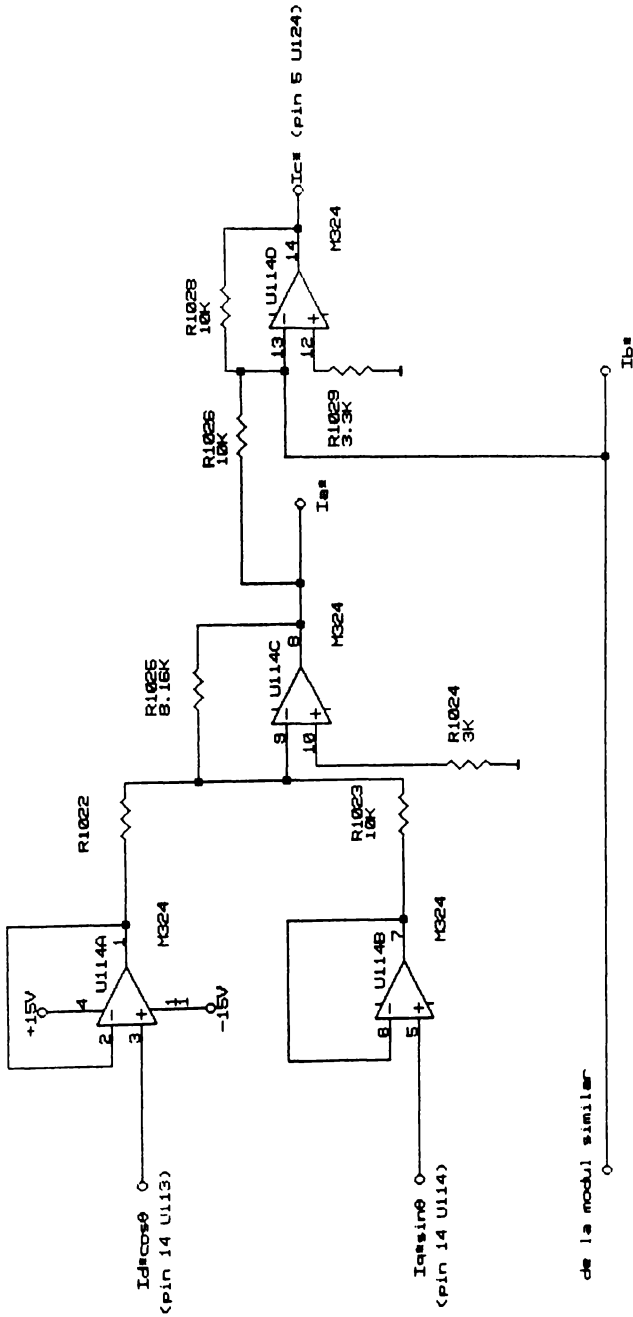 +15V
4
2
3
1
U114A
11
-15V
M324
Id*cosθ
(pin 14 U113)
R1022
R1025
8.16K
9
10
8
U114C
M324
R1024
3K
Ia*
R1026
10K
R1028
10K
13
12
14
U114D
M324
Ic* (pin 5 U124)
R1029
3.3K
6
5
7
U114B
M324
Iq*sinθ
(pin 14 U114)
R1023
10K
de la modul similar
Ib*